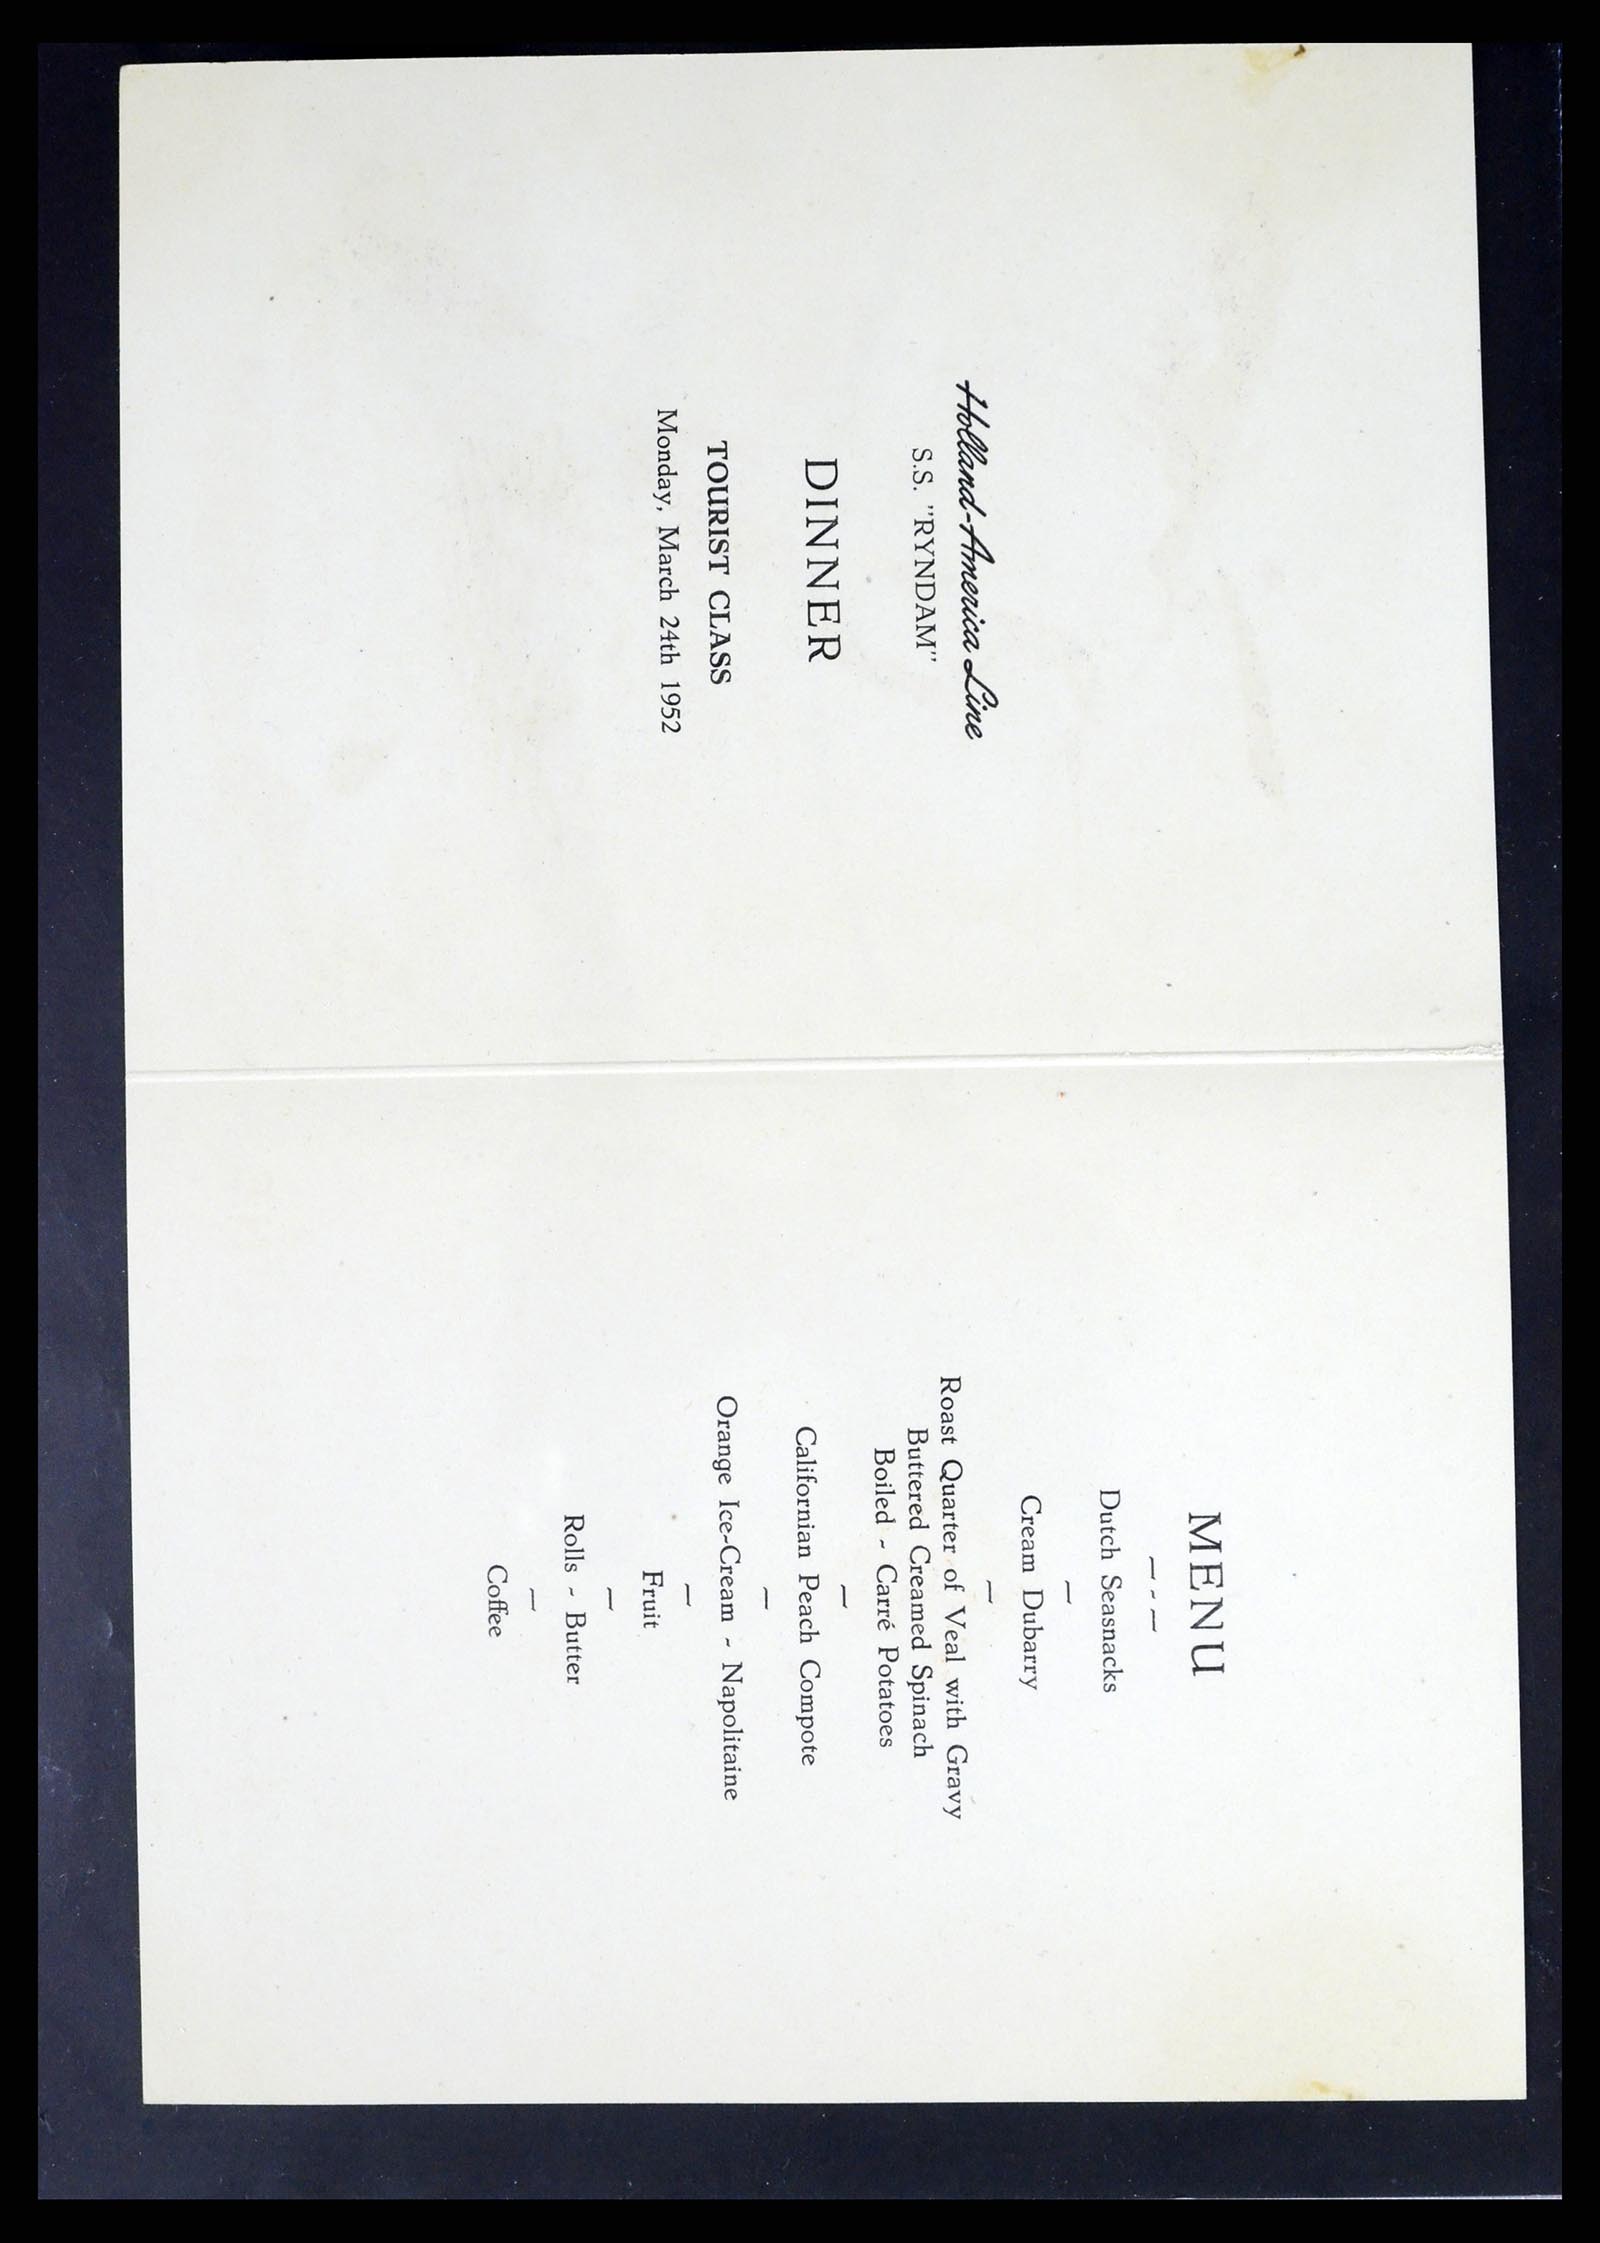 Holland-America Line
S.S. "RYNDAM"
DINNER
TOURIST CLASS
Monday, March 24th 1952
MENU
— - —
Dutch Seasnacks
—
Cream Dubarry
—
Roast Quarter of Veal with Gravy
Buttered Creamed Spinach
Boiled - Carré Potatoes
—
Californian Peach Compote
—
Orange Ice-Cream - Napolitaine
—
Fruit
—
Rolls - Butter
—
Coffee